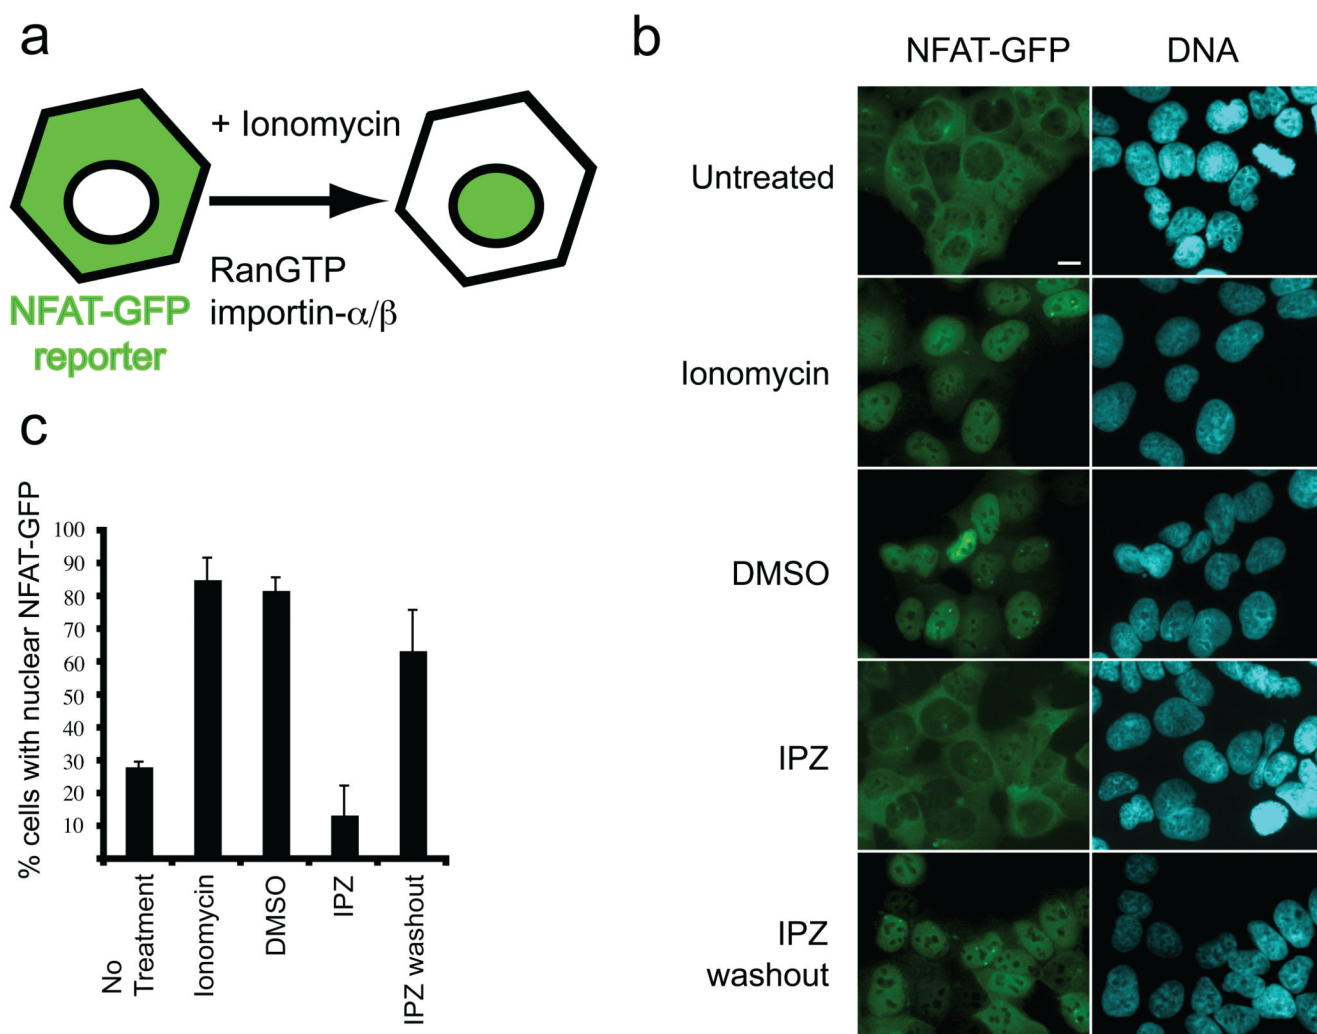 a
+ Ionomycin
RanGTP
importin-α/β
NFAT-GFP
reporter
b
NFAT-GFP DNA
Untreated
Ionomycin
DMSO
IPZ
IPZ
washout
c
% cells with nuclear NFAT-GFP
100
90
80
70
60
50
40
30
20
10
No
Treatment
Ionomycin
DMSO
IPZ
IPZ washout